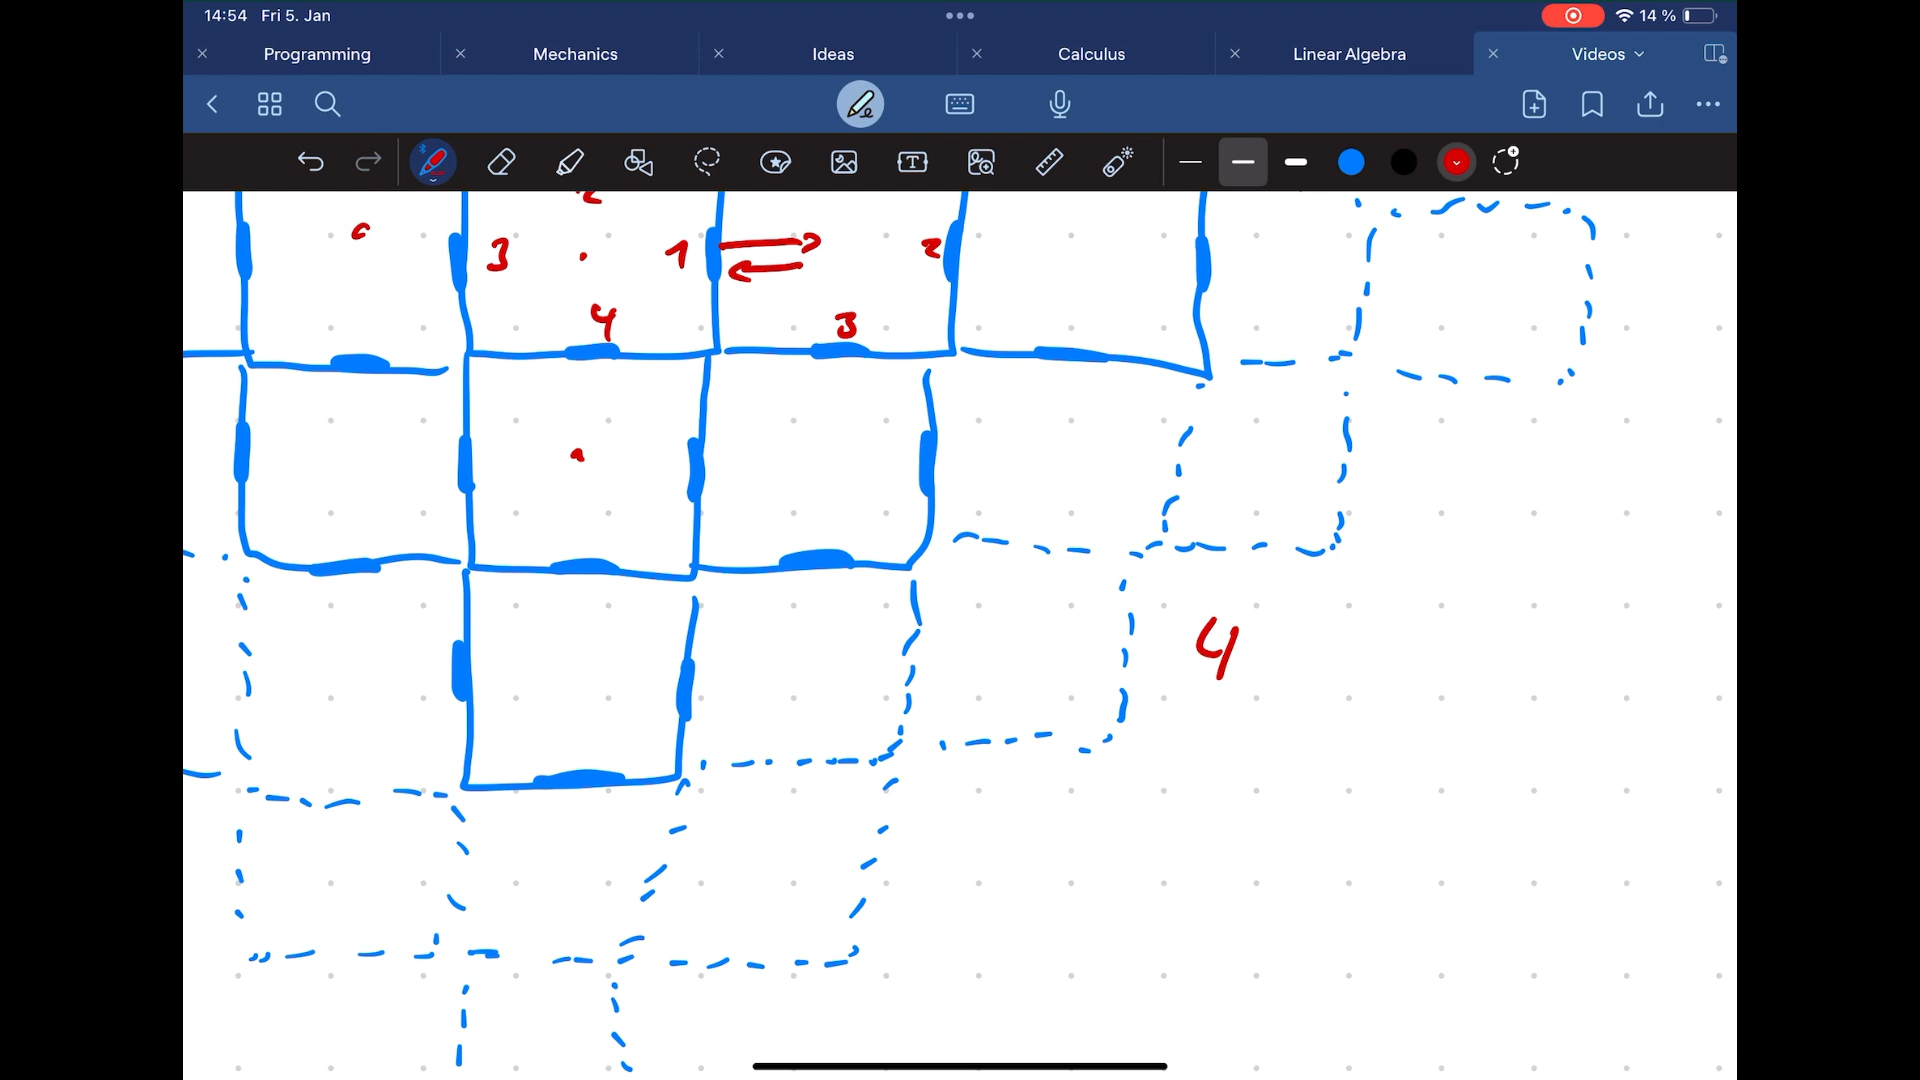 14:54 Fri 5. Jan 14 %
Programming Mechanics Ideas Calculus Linear Algebra Videos
T
2
3 1 2
4 3
4